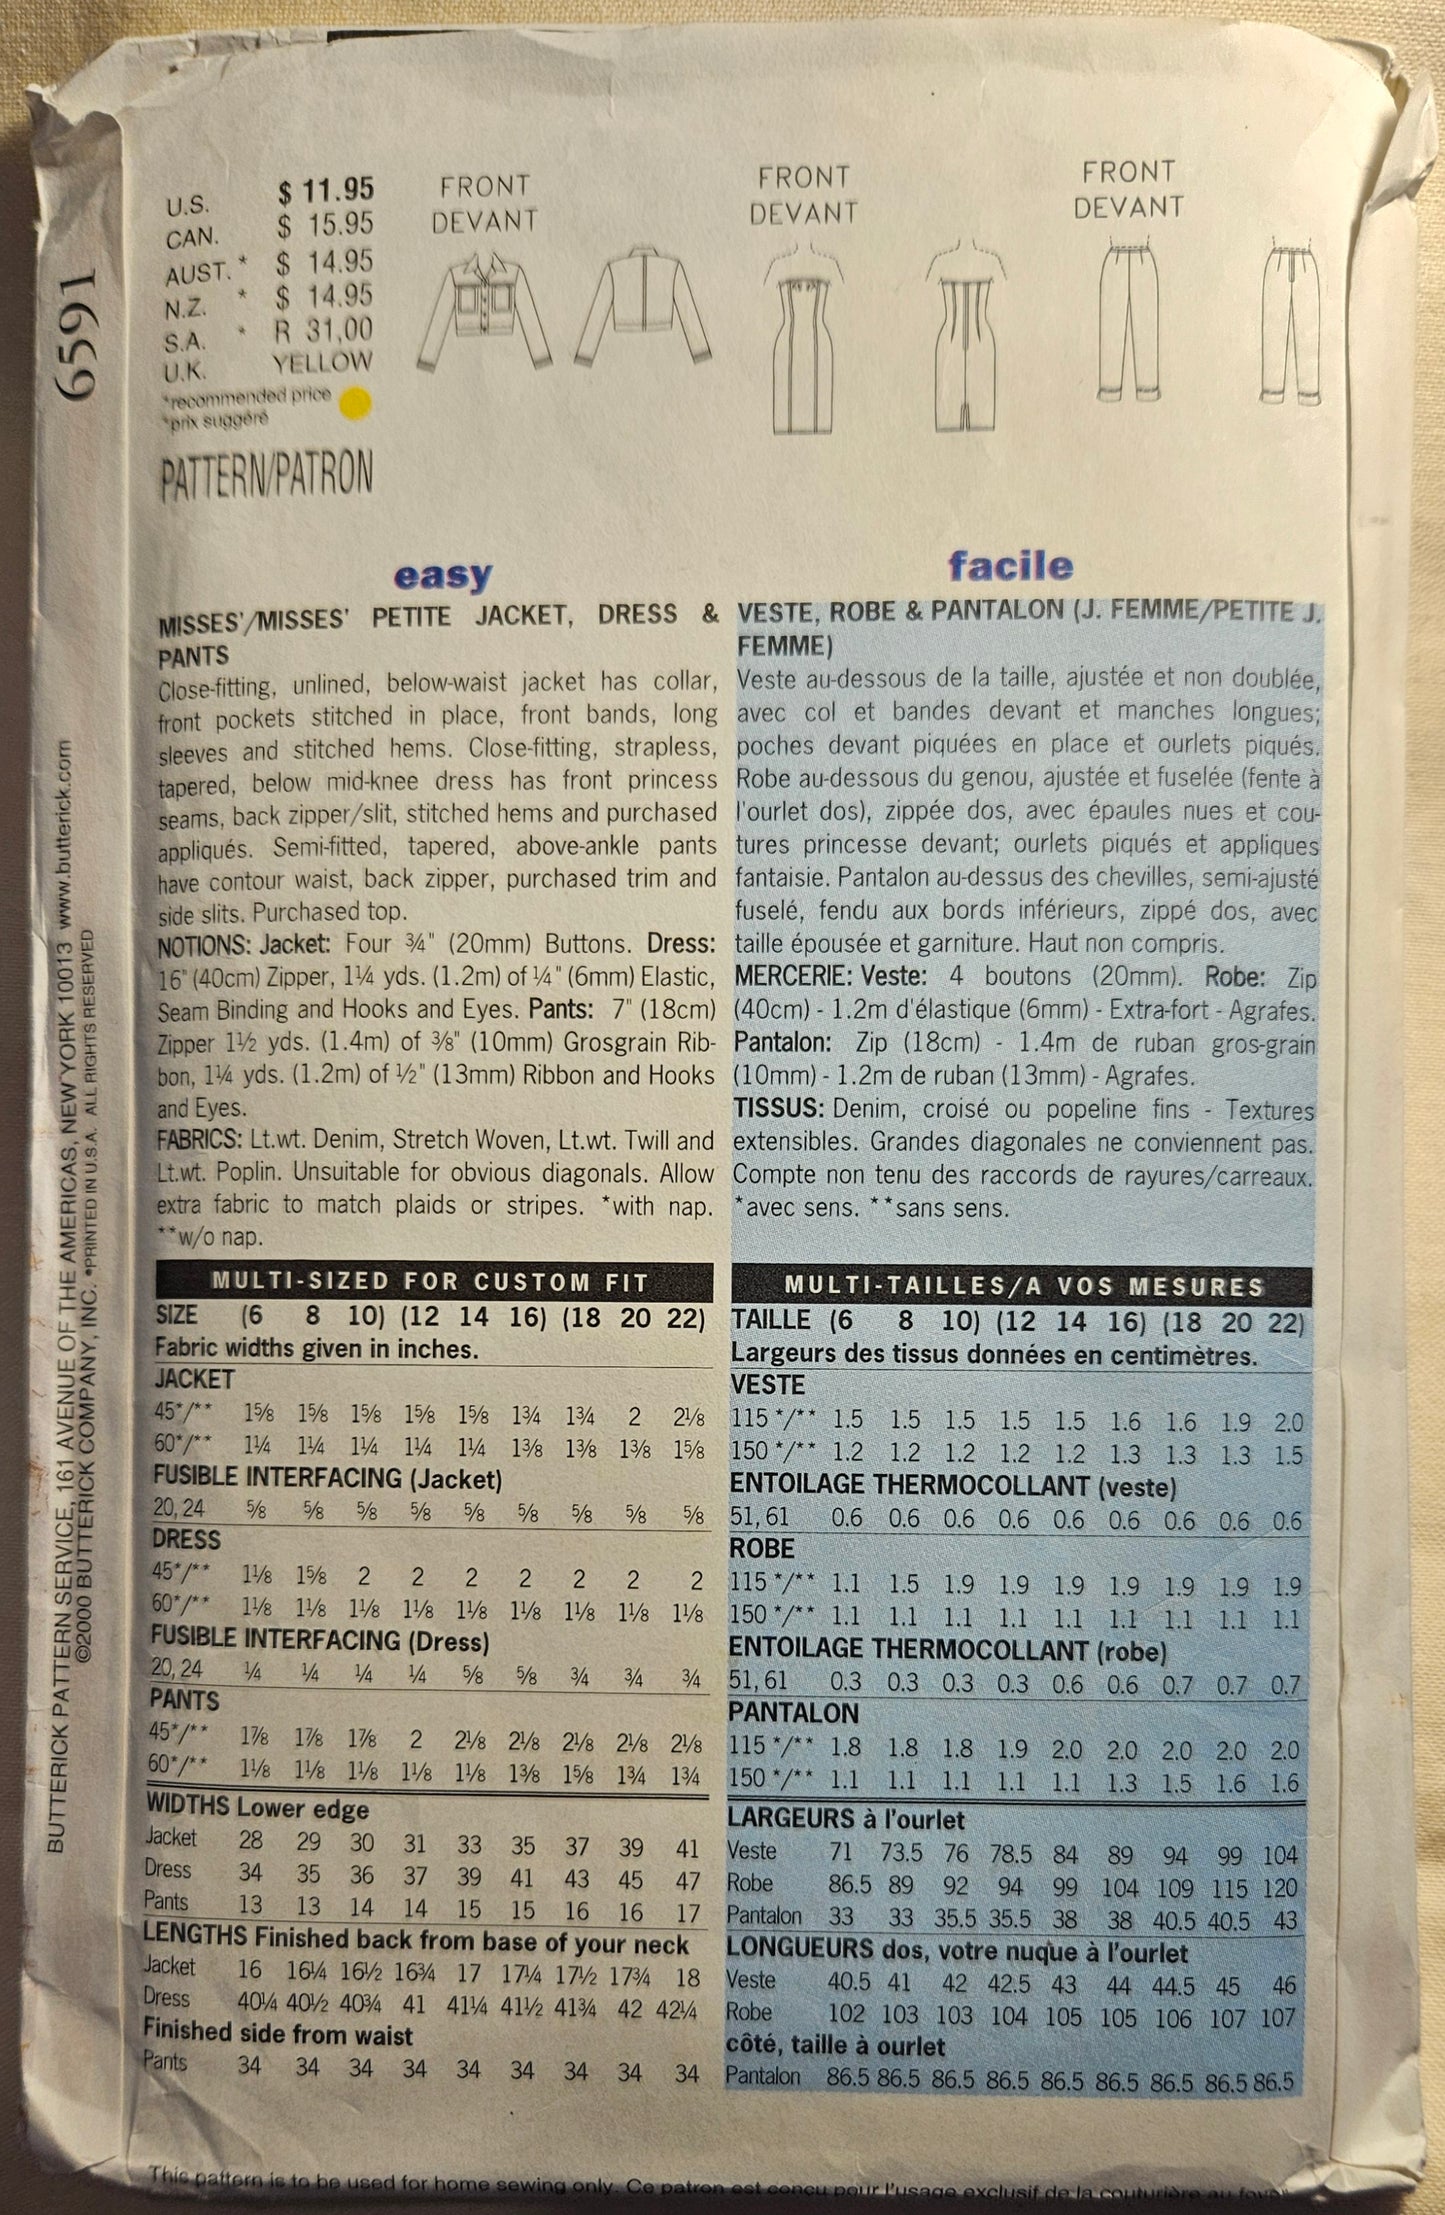 6591
BUTTERICK PATTERN SERVICE, 161 AVENUE OF THE AMERICAS, NEW YORK 10013 www.butterick.com
©2000 BUTTERICK COMPANY, INC. •PRINTED IN U.S.A. ALL RIGHTS RESERVED
U.S. $ 11.95
CAN. $ 15.95
AUST. * $ 14.95
N.Z. * $ 14.95
S.A. * R 31,00
U.K. YELLOW
*recommended price
*prix suggéré
PATTERN/PATRON
FRONT
DEVANT
FRONT
DEVANT
FRONT
DEVANT
easy
MISSES'/MISSES' PETITE JACKET, DRESS &
PANTS
Close-fitting, unlined, below-waist jacket has collar,
front pockets stitched in place, front bands, long
sleeves and stitched hems. Close-fitting, strapless,
tapered, below mid-knee dress has front princess
seams, back zipper/slit, stitched hems and purchased
appliqués. Semi-fitted, tapered, above-ankle pants
have contour waist, back zipper, purchased trim and
side slits. Purchased top.
NOTIONS: Jacket: Four ¾" (20mm) Buttons. Dress:
16" (40cm) Zipper, 1¼ yds. (1.2m) of ¼" (6mm) Elastic,
Seam Binding and Hooks and Eyes. Pants: 7" (18cm)
Zipper 1½ yds. (1.4m) of ⅜" (10mm) Grosgrain Rib-
bon, 1¼ yds. (1.2m) of ½" (13mm) Ribbon and Hooks
and Eyes.
FABRICS: Lt.wt. Denim, Stretch Woven, Lt.wt. Twill and
Lt.wt. Poplin. Unsuitable for obvious diagonals. Allow
extra fabric to match plaids or stripes. *with nap.
**w/o nap.
MULTI-SIZED FOR CUSTOM FIT
SIZE (6 8 10) (12 14 16) (18 20 22)
Fabric widths given in inches.
JACKET
45*/** 1⅝ 1⅝ 1⅝ 1⅝ 1⅝ 1¾ 1¾ 2 2⅛
60*/** 1¼ 1¼ 1¼ 1¼ 1¼ 1⅜ 1⅜ 1⅜ 1⅝
FUSIBLE INTERFACING (Jacket)
20,24 ⅝ ⅝ ⅝ ⅝ ⅝ ⅝ ⅝ ⅝ ⅝
DRESS
45*/** 1⅛ 1⅝ 2 2 2 2 2 2 2
60*/** 1⅛ 1⅛ 1⅛ 1⅛ 1⅛ 1⅛ 1⅛ 1⅛ 1⅛
FUSIBLE INTERFACING (Dress)
20,24 ¼ ¼ ¼ ¼ ⅝ ⅝ ¾ ¾ ¾
PANTS
45*/** 1⅞ 1⅞ 1⅞ 2 2⅛ 2⅛ 2⅛ 2⅛ 2⅛
60*/** 1⅛ 1⅛ 1⅛ 1⅛ 1⅛ 1⅜ 1⅝ 1¾ 1¾
WIDTHS Lower edge
Jacket 28 29 30 31 33 35 37 39 41
Dress 34 35 36 37 39 41 43 45 47
Pants 13 13 14 14 15 15 16 16 17
LENGTHS Finished back from base of your neck
Jacket 16 16¼ 16½ 16¾ 17 17¼ 17½ 17¾ 18
Dress 40¼ 40½ 40¾ 41 41¼ 41½ 41¾ 42 42¼
Finished side from waist
Pants 34 34 34 34 34 34 34 34 34
facile
VESTE, ROBE & PANTALON (J. FEMME/PETITE J.
FEMME)
Veste au-dessous de la taille, ajustée et non doublée,
avec col et bandes devant et manches longues;
poches devant piquées en place et ourlets piqués.
Robe au-dessous du genou, ajustée et fuselée (fente à
l'ourlet dos), zippée dos, avec épaules nues et cou-
tures princesse devant; ourlets piqués et appliques
fantaisie. Pantalon au-dessus des chevilles, semi-ajusté
fuselé, fendu aux bords inférieurs, zippé dos, avec
taille épousée et garniture. Haut non compris.
MERCERIE: Veste: 4 boutons (20mm). Robe: Zip
(40cm) - 1.2m d'élastique (6mm) - Extra-fort - Agrafes.
Pantalon: Zip (18cm) - 1.4m de ruban gros-grain
(10mm) - 1.2m de ruban (13mm) - Agrafes.
TISSUS: Denim, croisé ou popeline fins - Textures
extensibles. Grandes diagonales ne conviennent pas.
Compte non tenu des raccords de rayures/carreaux.
*avec sens. **sans sens.
MULTI-TAILLES/A VOS MESURES
TAILLE (6 8 10) (12 14 16) (18 20 22)
Largeurs des tissus données en centimètres.
VESTE
115 */** 1.5 1.5 1.5 1.5 1.5 1.6 1.6 1.9 2.0
150 */** 1.2 1.2 1.2 1.2 1.2 1.3 1.3 1.3 1.5
ENTOILAGE THERMOCOLLANT (veste)
51,61 0.6 0.6 0.6 0.6 0.6 0.6 0.6 0.6 0.6
ROBE
115 */** 1.1 1.5 1.9 1.9 1.9 1.9 1.9 1.9 1.9
150 */** 1.1 1.1 1.1 1.1 1.1 1.1 1.1 1.1 1.1
ENTOILAGE THERMOCOLLANT (robe)
51,61 0.3 0.3 0.3 0.3 0.6 0.6 0.7 0.7 0.7
PANTALON
115 */** 1.8 1.8 1.8 1.9 2.0 2.0 2.0 2.0 2.0
150 */** 1.1 1.1 1.1 1.1 1.1 1.3 1.5 1.6 1.6
LARGEURS à l'ourlet
Veste 71 73.5 76 78.5 84 89 94 99 104
Robe 86.5 89 92 94 99 104 109 115 120
Pantalon 33 33 35.5 35.5 38 38 40.5 40.5 43
LONGUEURS dos, votre nuque à l'ourlet
Veste 40.5 41 42 42.5 43 44 44.5 45 46
Robe 102 103 103 104 105 105 106 107 107
côté, taille à ourlet
Pantalon 86.5 86.5 86.5 86.5 86.5 86.5 86.5 86.5 86.5
This pattern is to be used for home sewing only. Ce patron est conçu pour l'usage exclusif de la couturière au